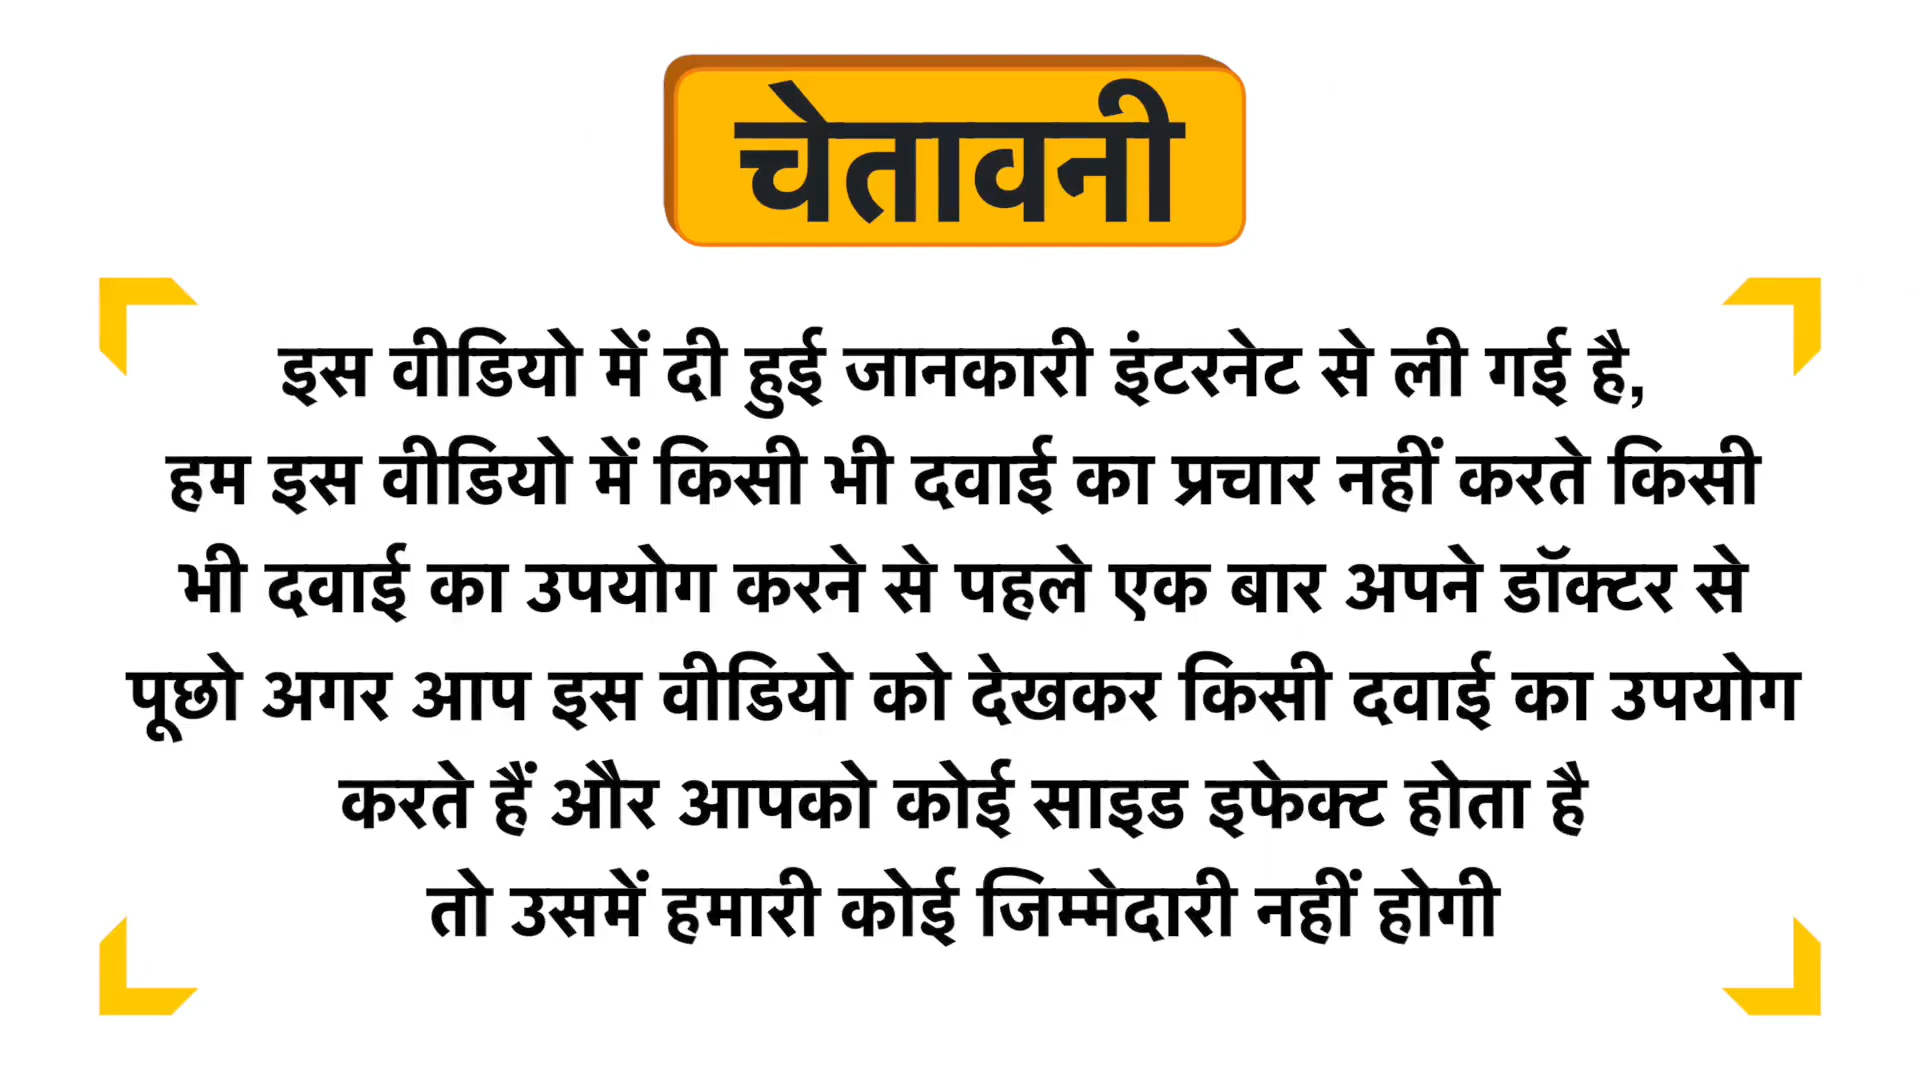 चेतावनी
इस वीडियो में दी हुई जानकारी इंटरनेट से ली गई है,
हम इस वीडियो में किसी भी दवाई का प्रचार नहीं करते किसी
भी दवाई का उपयोग करने से पहले एक बार अपने डॉक्टर से
पूछो अगर आप इस वीडियो को देखकर किसी दवाई का उपयोग
करते हैं और आपको कोई साइड इफेक्ट होता है
तो उसमें हमारी कोई जिम्मेदारी नहीं होगी